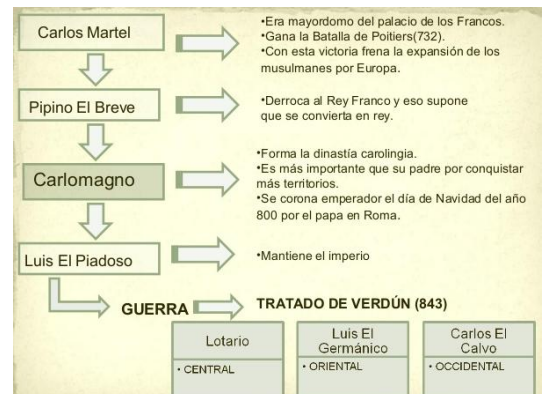 Carlos Martel
•Era mayordomo del palacio de los Francos.
•Gana la Batalla de Poitiers(732).
•Con esta victoria frena la expansión de los
musulmanes por Europa.
Pipino El Breve
•Derroca al Rey Franco y eso supone
que se convierta en rey.
Carlomagno
•Forma la dinastía carolingia.
•Es más importante que su padre por conquistar
más territorios.
•Se corona emperador el día de Navidad del año
800 por el papa en Roma.
Luis El Piadoso
•Mantiene el imperio
GUERRA
TRATADO DE VERDÚN (843)
Lotario
• CENTRAL
Luis El
Germánico
• ORIENTAL
Carlos El
Calvo
• OCCIDENTAL